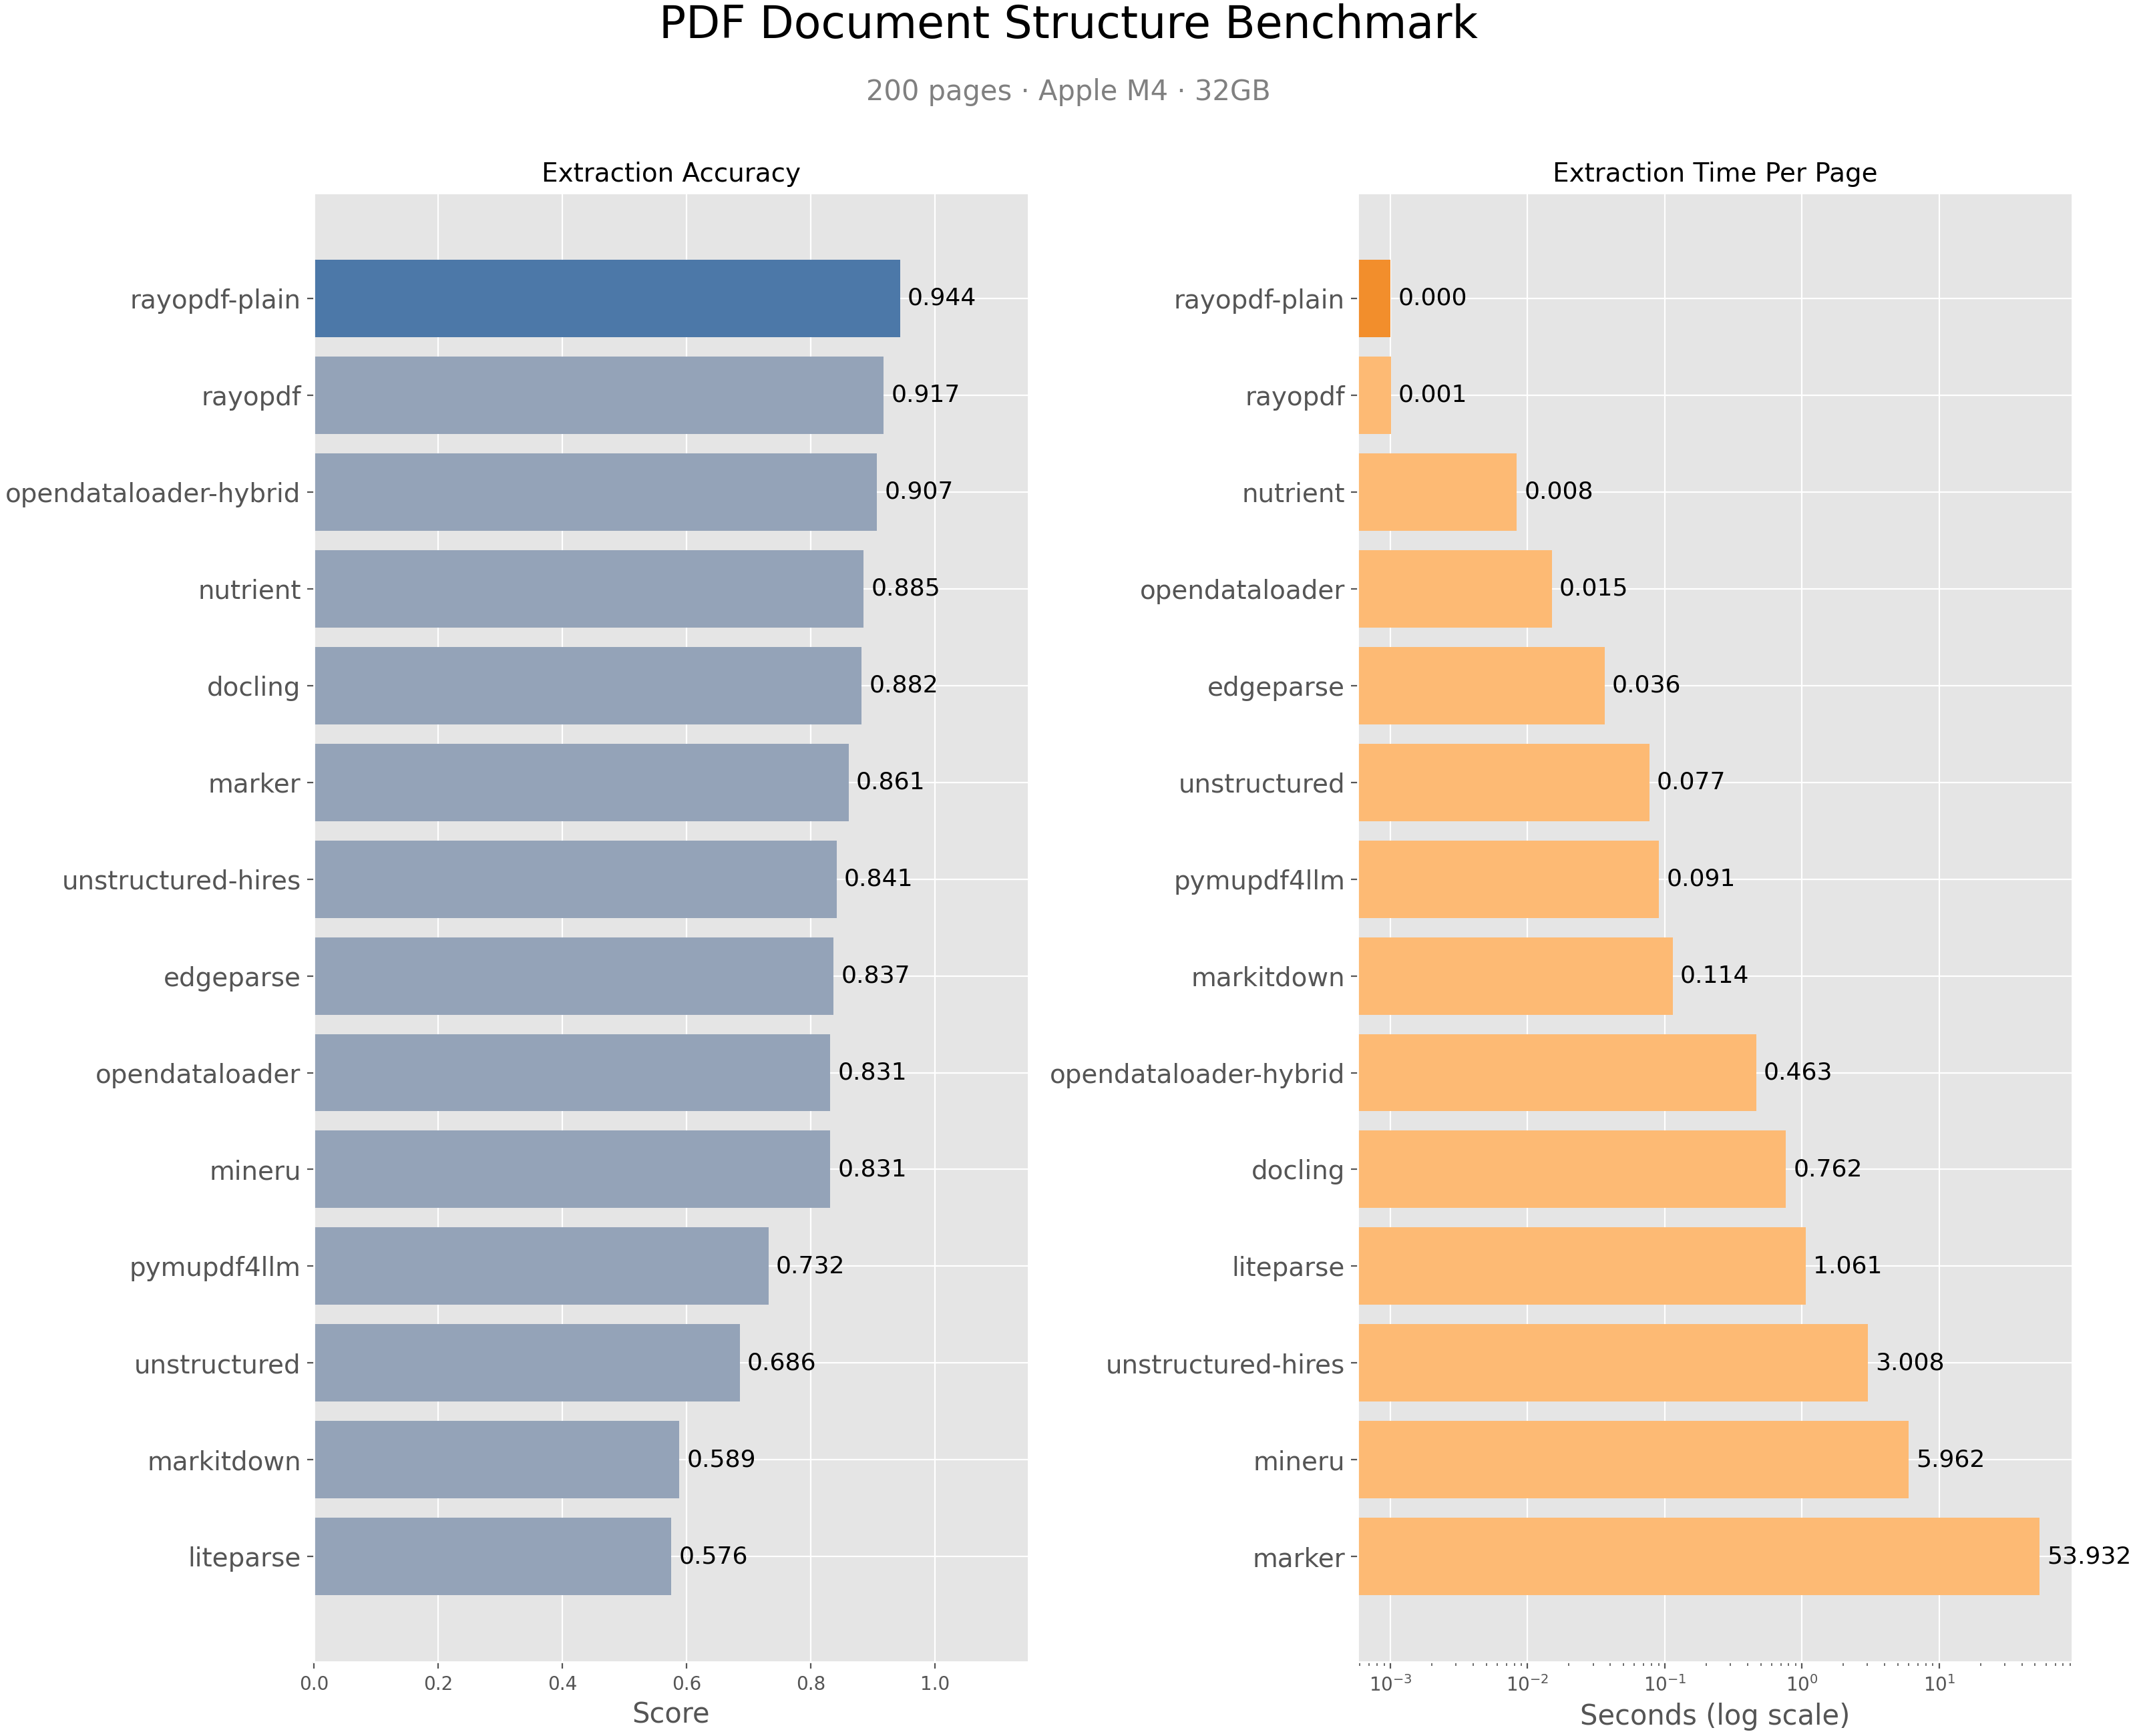 PDF Document Structure Benchmark
200 pages · Apple M4 · 32GB
Extraction Accuracy
rayopdf-plain 0.944
rayopdf 0.917
opendataloader-hybrid 0.907
nutrient 0.885
docling 0.882
marker 0.861
unstructured-hires 0.841
edgeparse 0.837
opendataloader 0.831
mineru 0.831
pymupdf4llm 0.732
unstructured 0.686
markitdown 0.589
liteparse 0.576
0.0 0.2 0.4 0.6 0.8 1.0
Score
Extraction Time Per Page
rayopdf-plain 0.000
rayopdf 0.001
nutrient 0.008
opendataloader 0.015
edgeparse 0.036
unstructured 0.077
pymupdf4llm 0.091
markitdown 0.114
opendataloader-hybrid 0.463
docling 0.762
liteparse 1.061
unstructured-hires 3.008
mineru 5.962
marker 53.932
10⁻³ 10⁻² 10⁻¹ 10⁰ 10¹
Seconds (log scale)